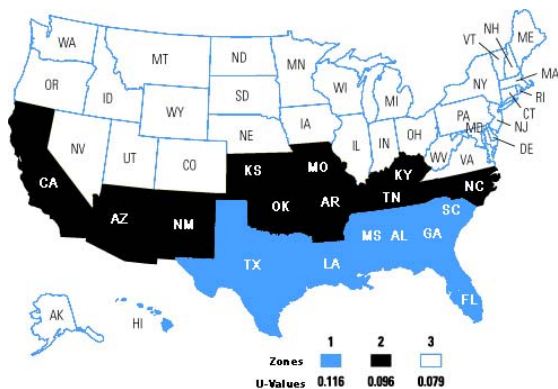 WA
MT
ND
MN
VT
NH
ME
OR
ID
WY
SD
WI
MI
NY
MA
RI
CT
NV
UT
CO
NE
IA
IL
IN
OH
PA
NJ
MD
DE
WV
VA
CA
AZ
NM
KS
MO
OK
AR
KY
TN
NC
SC
TX
LA
MS
AL
GA
FL
AK
HI
1 2 3
Zones
U-Values 0.116 0.096 0.079